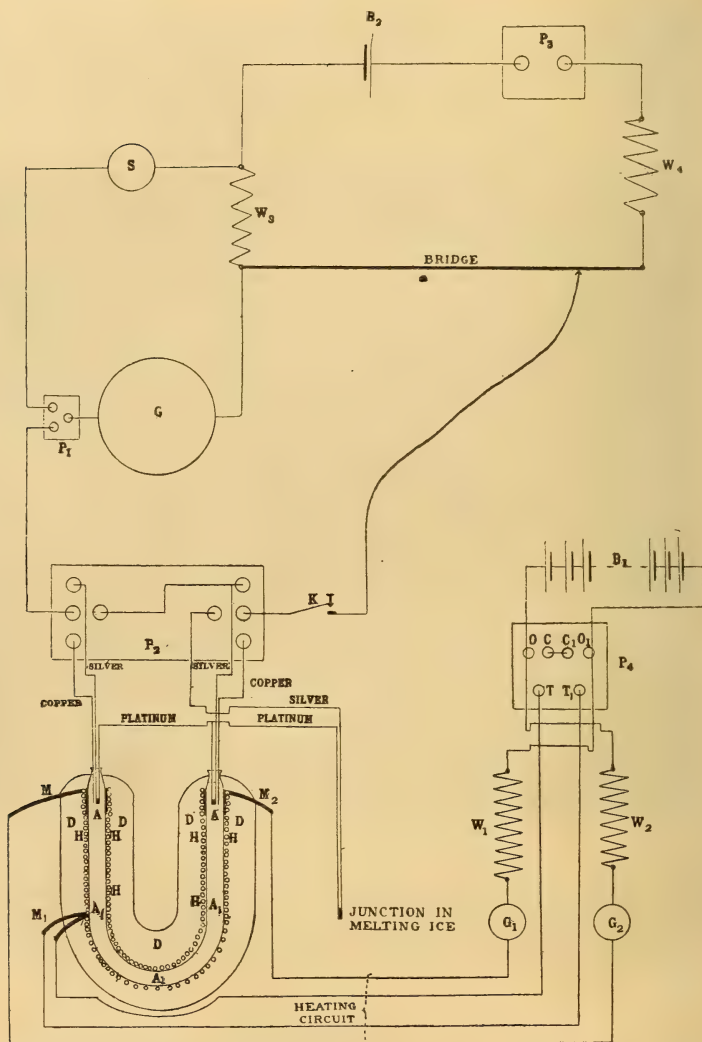 B₂
P₃
S
W₃
W₄
BRIDGE
G
P₁
B₁
K I
P₂
O C C₁ O₁
P₄
SILVER SILVER
T T₁
COPPER COPPER
SILVER
PLATINUM PLATINUM
M A A M₂
D D D D
H H H H
W₁ W₂
H H
M₁ A₁ A₁
JUNCTION IN
MELTING ICE
G₁ G₂
D
A₁
HEATING
CIRCUIT